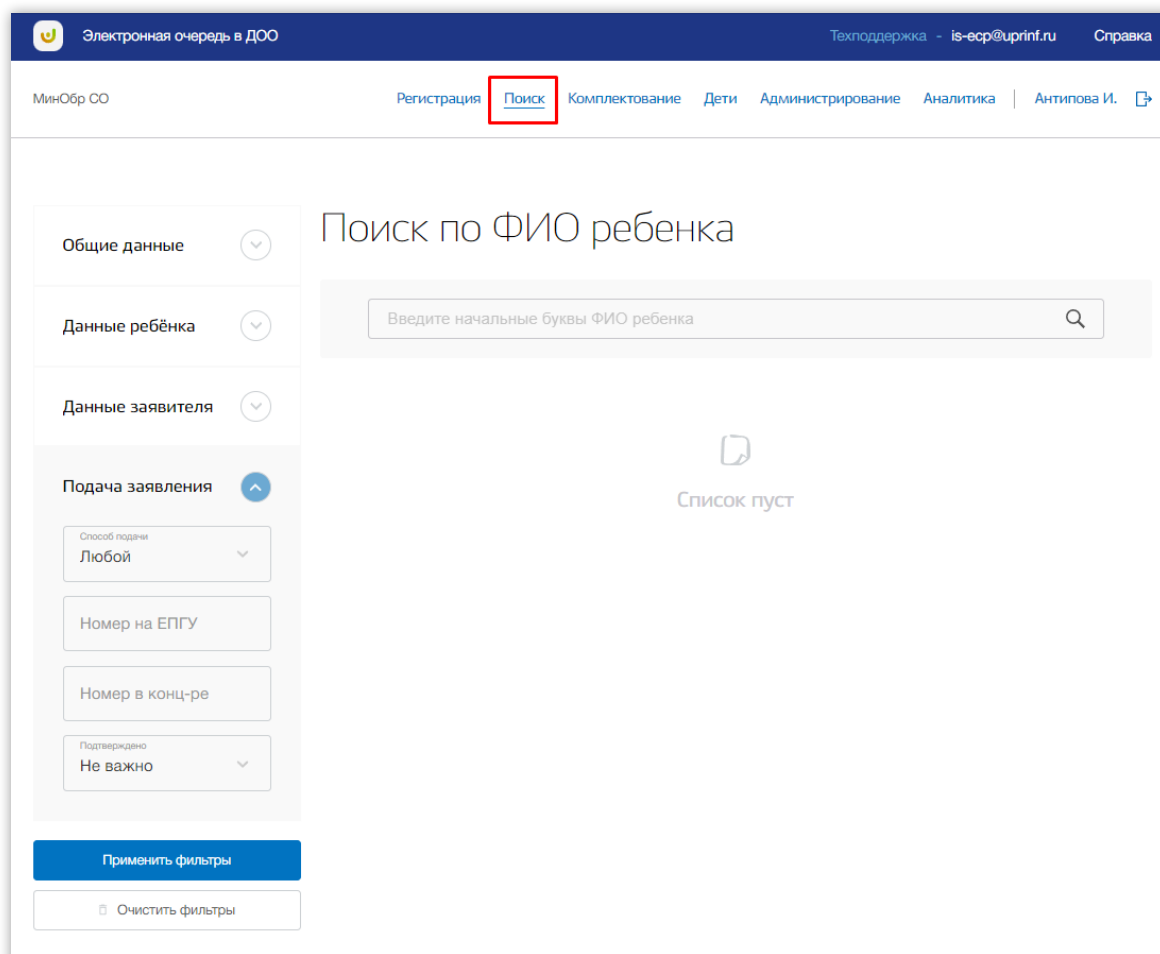 Электронная очередь в ДОО
Техподдержка - is-ecp@uprinf.ru Справка
МинОбр СО
Регистрация Поиск Комплектование Дети Администрирование Аналитика Антипова И.
Поиск по ФИО ребенка
Введите начальные буквы ФИО ребенка
Список пуст
Общие данные
Данные ребёнка
Данные заявителя
Подача заявления
Способ подачи
Любой
Номер на ЕПГУ
Номер в конц-ре
Подтверждено
Не важно
Применить фильтры
Очистить фильтры